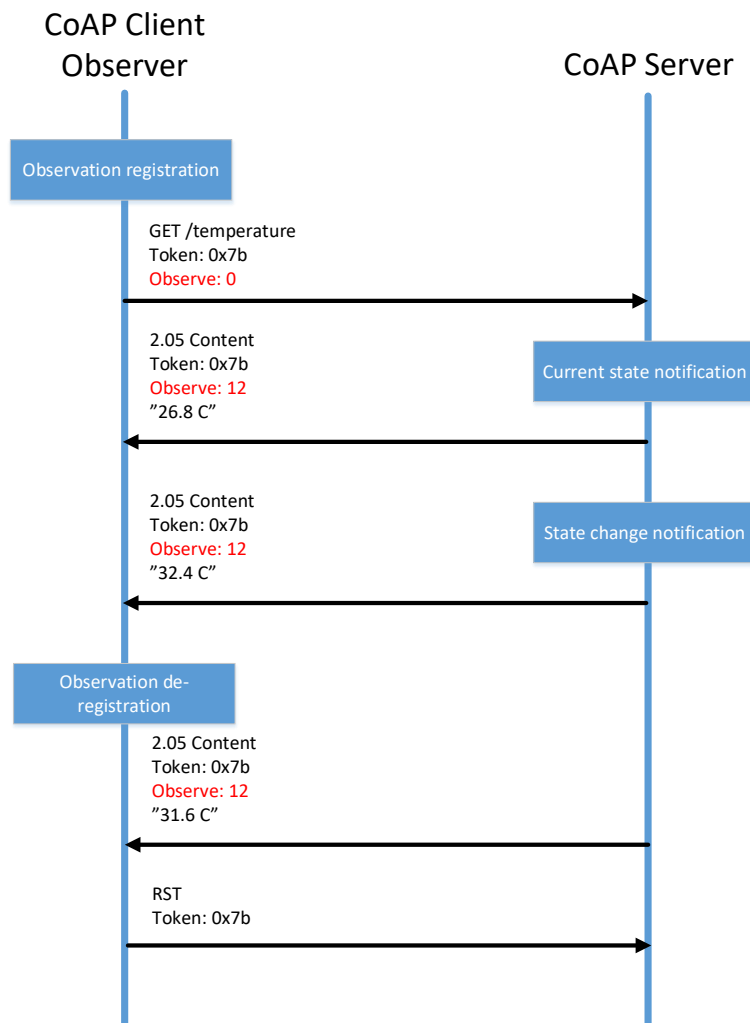 CoAP Client
Observer
CoAP Server
Observation registration
GET /temperature
Token: 0x7b
Observe: 0
2.05 Content
Token: 0x7b
Observe: 12
”26.8 C”
Current state notification
2.05 Content
Token: 0x7b
Observe: 12
”32.4 C”
State change notification
Observation de-
registration
2.05 Content
Token: 0x7b
Observe: 12
”31.6 C”
RST
Token: 0x7b